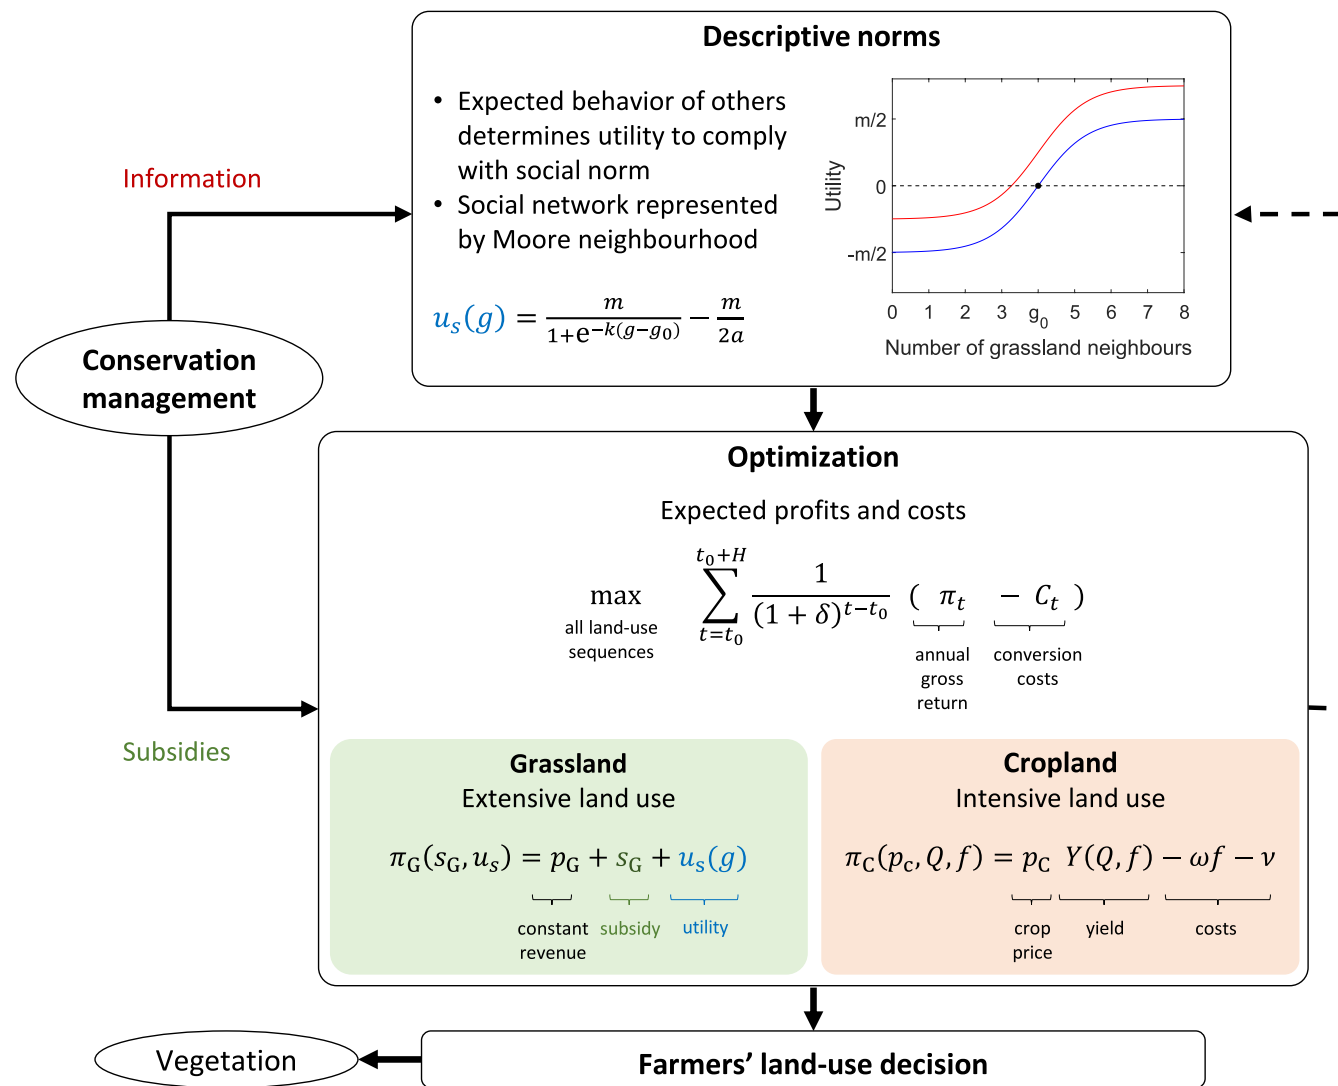 Descriptive norms
• Expected behavior of others
determines utility to comply
with social norm
• Social network represented
by Moore neighbourhood
u_s(g) = m / (1+e^{-k(g-g_0)}) − m / 2a
Utility
m/2
0
-m/2
0 1 2 3 g_0 5 6 7 8
Number of grassland neighbours
Information
Conservation
management
Subsidies
Optimization
Expected profits and costs
max ∑_{t=t_0}^{t_0+H} 1 / (1 + δ)^{t−t_0} ( π_t − C_t )
all land-use
sequences
annual
gross
return
conversion
costs
Grassland
Extensive land use
π_G(s_G, u_s) = p_G + s_G + u_s(g)
constant
revenue
subsidy
utility
Cropland
Intensive land use
π_C(p_c, Q, f) = p_C Y(Q, f) − ωf − ν
crop
price
yield
costs
Vegetation
Farmers’ land-use decision